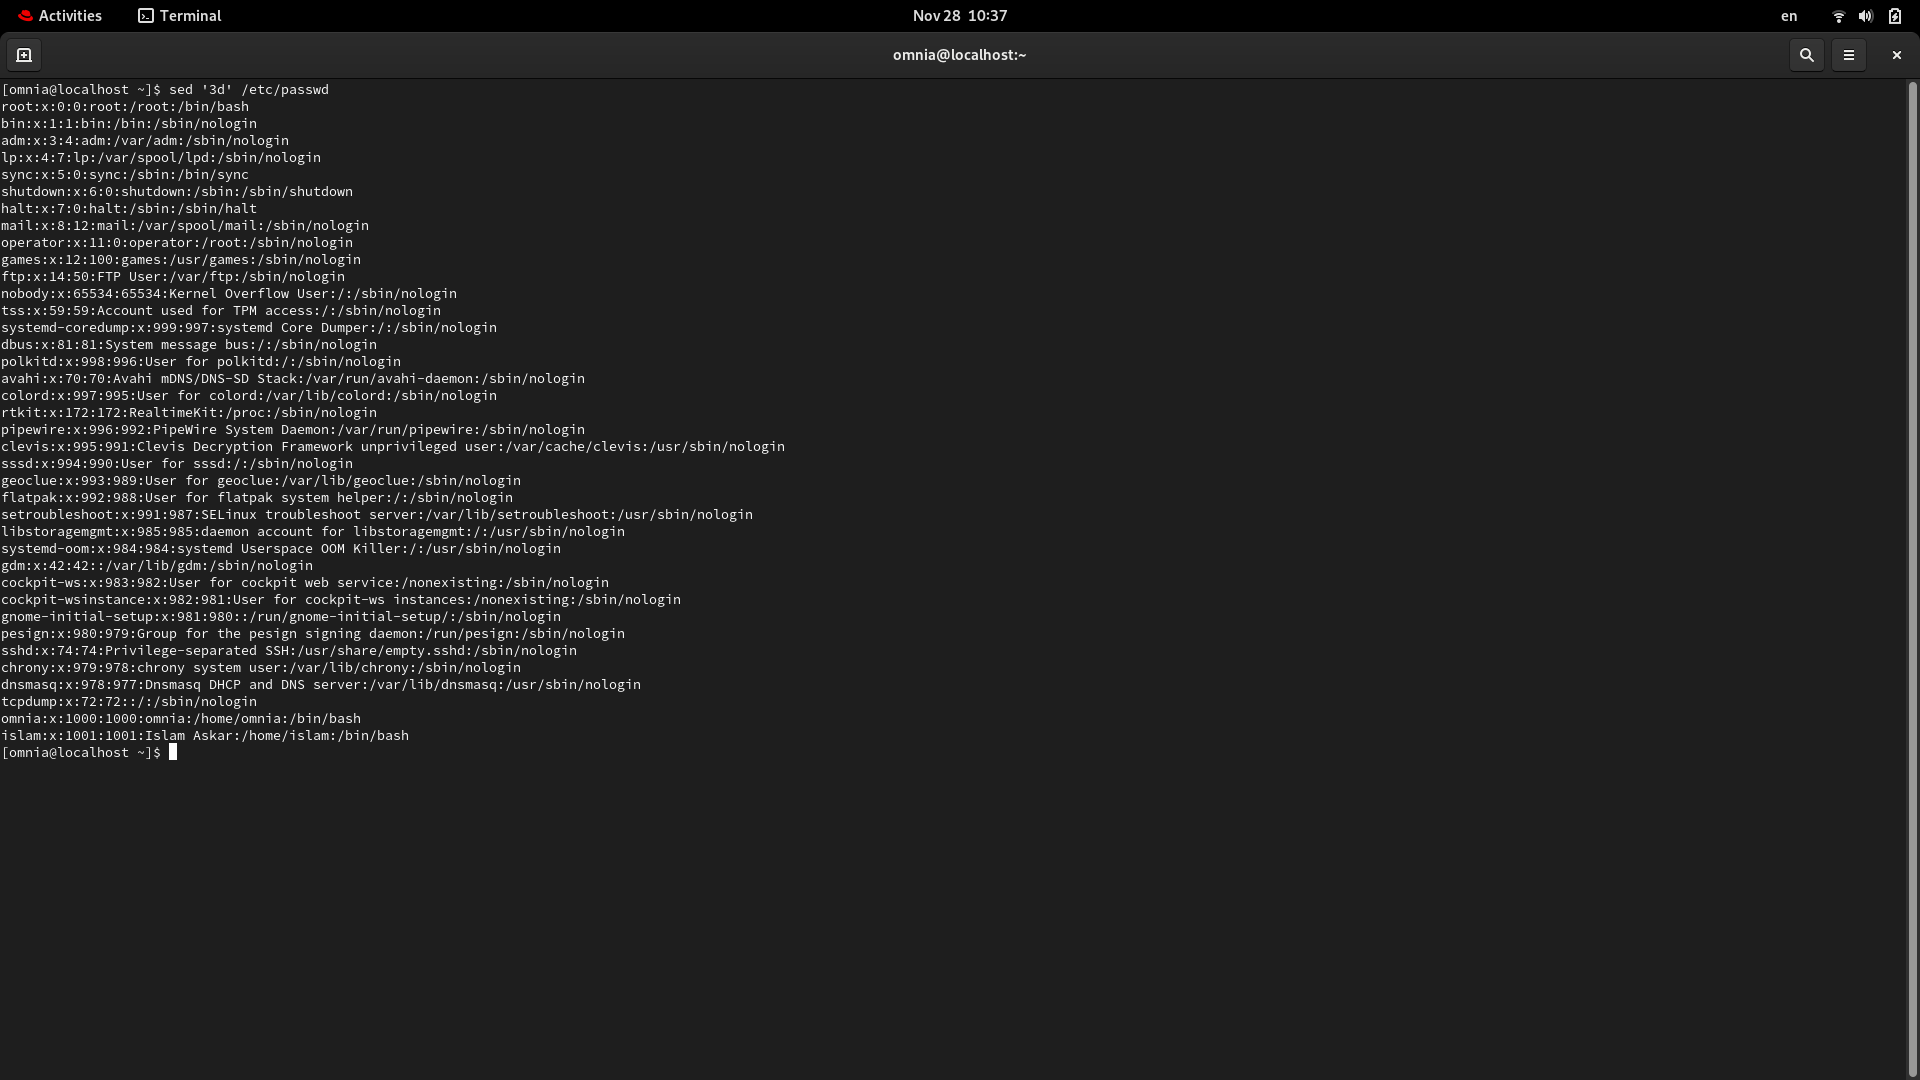 Activities Terminal Nov 28 10:37 en
omnia@localhost:~
[omnia@localhost ~]$ sed '3d' /etc/passwd
root:x:0:0:root:/root:/bin/bash
bin:x:1:1:bin:/bin:/sbin/nologin
adm:x:3:4:adm:/var/adm:/sbin/nologin
lp:x:4:7:lp:/var/spool/lpd:/sbin/nologin
sync:x:5:0:sync:/sbin:/bin/sync
shutdown:x:6:0:shutdown:/sbin:/sbin/shutdown
halt:x:7:0:halt:/sbin:/sbin/halt
mail:x:8:12:mail:/var/spool/mail:/sbin/nologin
operator:x:11:0:operator:/root:/sbin/nologin
games:x:12:100:games:/usr/games:/sbin/nologin
ftp:x:14:50:FTP User:/var/ftp:/sbin/nologin
nobody:x:65534:65534:Kernel Overflow User:/:/sbin/nologin
tss:x:59:59:Account used for TPM access:/:/sbin/nologin
systemd-coredump:x:999:997:systemd Core Dumper:/:/sbin/nologin
dbus:x:81:81:System message bus:/:/sbin/nologin
polkitd:x:998:996:User for polkitd:/:/sbin/nologin
avahi:x:70:70:Avahi mDNS/DNS-SD Stack:/var/run/avahi-daemon:/sbin/nologin
colord:x:997:995:User for colord:/var/lib/colord:/sbin/nologin
rtkit:x:172:172:RealtimeKit:/proc:/sbin/nologin
pipewire:x:996:992:PipeWire System Daemon:/var/run/pipewire:/sbin/nologin
clevis:x:995:991:Clevis Decryption Framework unprivileged user:/var/cache/clevis:/usr/sbin/nologin
sssd:x:994:990:User for sssd:/:/sbin/nologin
geoclue:x:993:989:User for geoclue:/var/lib/geoclue:/sbin/nologin
flatpak:x:992:988:User for flatpak system helper:/:/sbin/nologin
setroubleshoot:x:991:987:SELinux troubleshoot server:/var/lib/setroubleshoot:/usr/sbin/nologin
libstoragemgmt:x:985:985:daemon account for libstoragemgmt:/:/usr/sbin/nologin
systemd-oom:x:984:984:systemd Userspace OOM Killer:/:/usr/sbin/nologin
gdm:x:42:42::/var/lib/gdm:/sbin/nologin
cockpit-ws:x:983:982:User for cockpit web service:/nonexisting:/sbin/nologin
cockpit-wsinstance:x:982:981:User for cockpit-ws instances:/nonexisting:/sbin/nologin
gnome-initial-setup:x:981:980::/run/gnome-initial-setup/:/sbin/nologin
pesign:x:980:979:Group for the pesign signing daemon:/run/pesign:/sbin/nologin
sshd:x:74:74:Privilege-separated SSH:/usr/share/empty.sshd:/sbin/nologin
chrony:x:979:978:chrony system user:/var/lib/chrony:/sbin/nologin
dnsmasq:x:978:977:Dnsmasq DHCP and DNS server:/var/lib/dnsmasq:/usr/sbin/nologin
tcpdump:x:72:72::/:/sbin/nologin
omnia:x:1000:1000:omnia:/home/omnia:/bin/bash
islam:x:1001:1001:Islam Askar:/home/islam:/bin/bash
[omnia@localhost ~]$